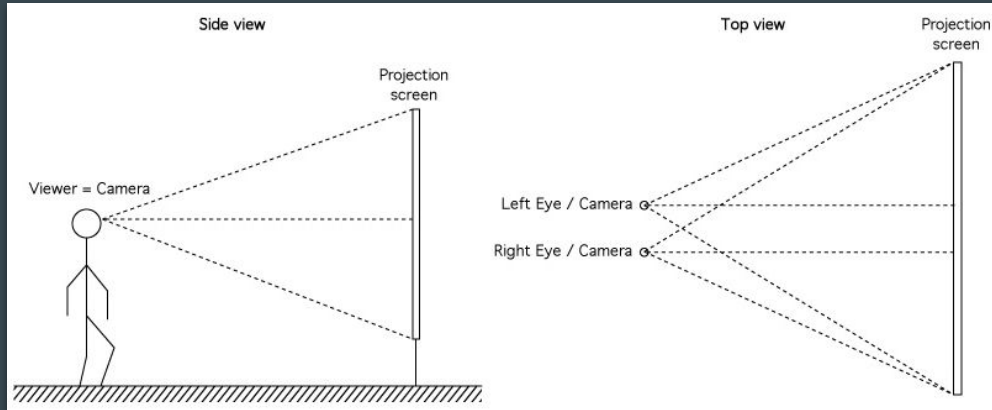 Side view
Projection
screen
Viewer = Camera
Top view
Projection
screen
Left Eye / Camera
Right Eye / Camera